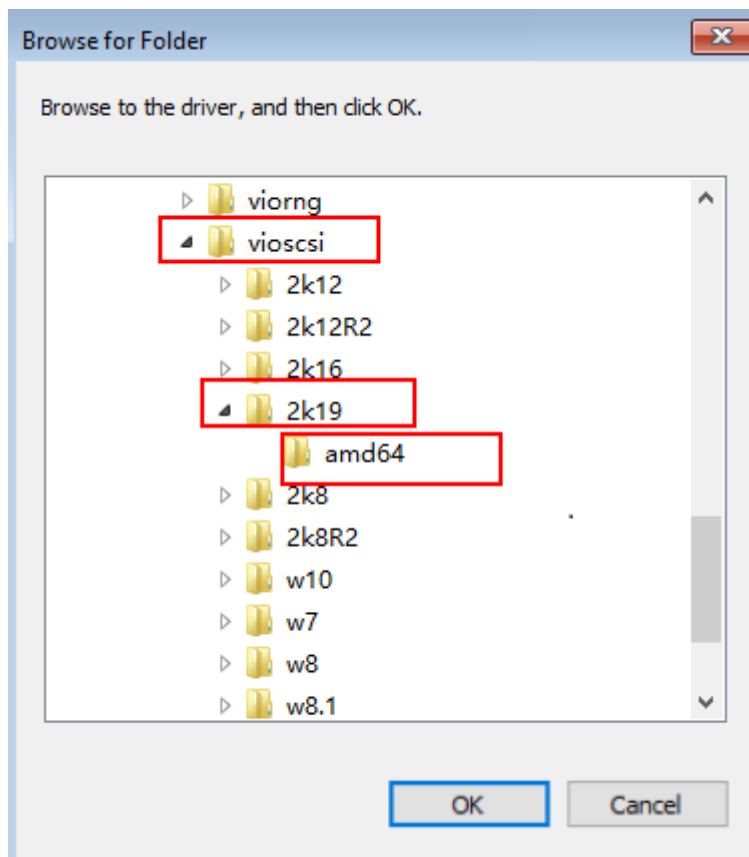 Browse for Folder
Browse to the driver, and then click OK.
viorng
vioscsi
2k12
2k12R2
2k16
2k19
amd64
2k8
2k8R2
w10
w7
w8
w8.1
OK
Cancel